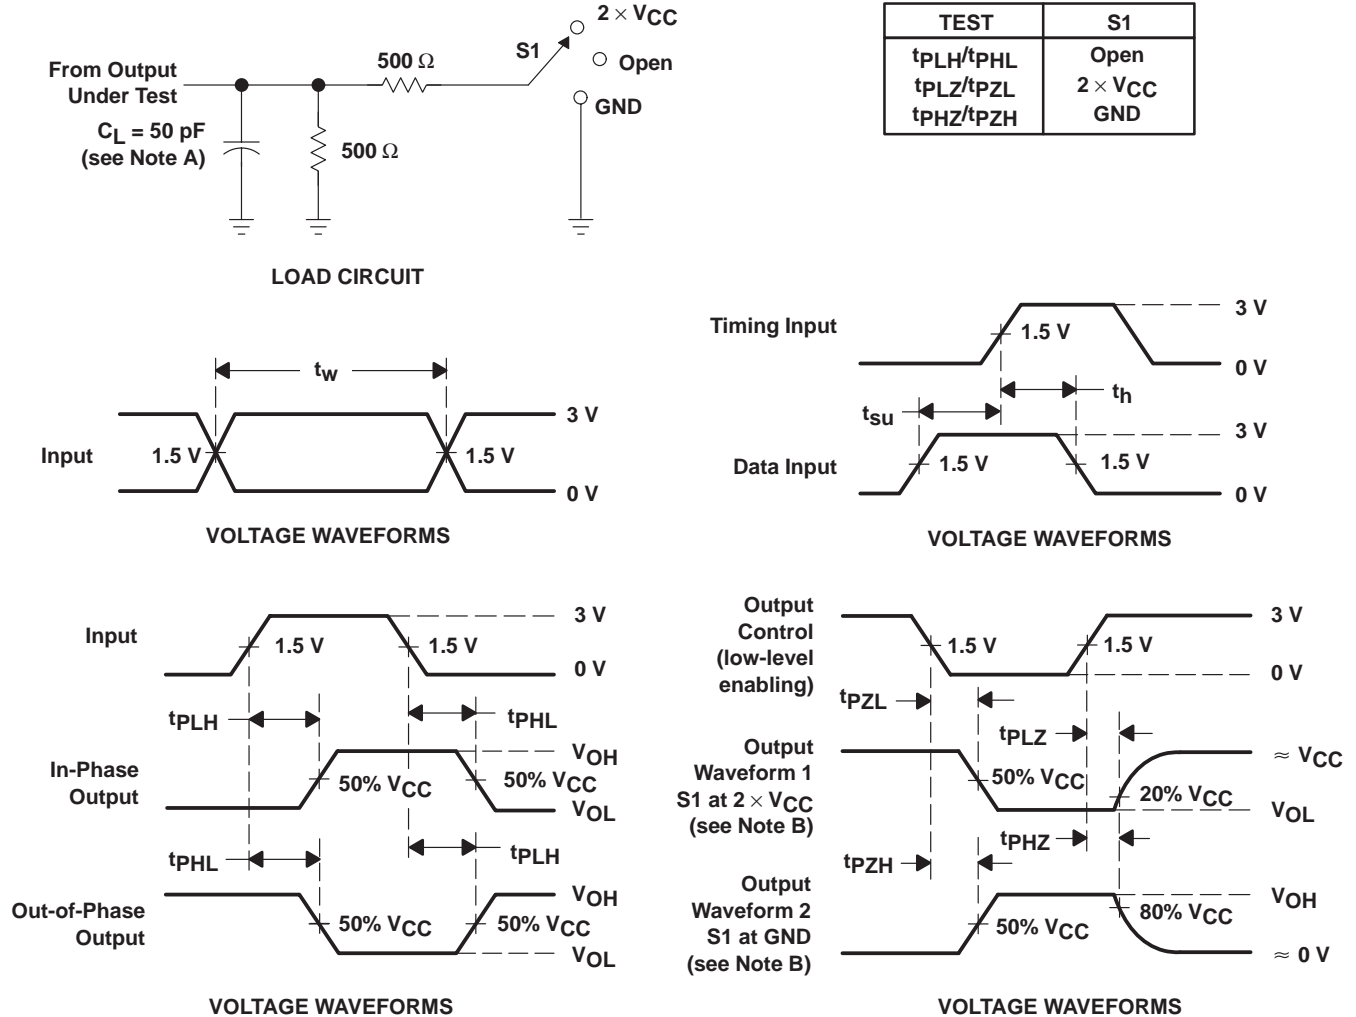 2 × VCC
S1
Open
GND
500 Ω
From Output
Under Test
CL = 50 pF
(see Note A)
500 Ω
LOAD CIRCUIT
TEST S1
tPLH/tPHL Open
tPLZ/tPZL 2 × VCC
tPHZ/tPZH GND
tw
Input
1.5 V
1.5 V
3 V
0 V
VOLTAGE WAVEFORMS
Timing Input
1.5 V
3 V
0 V
th
tsu
Data Input
1.5 V
1.5 V
3 V
0 V
VOLTAGE WAVEFORMS
Input
1.5 V
1.5 V
3 V
0 V
tPLH
tPHL
In-Phase
Output
50% VCC
50% VCC
VOH
VOL
tPHL
tPLH
Out-of-Phase
Output
50% VCC
50% VCC
VOH
VOL
VOLTAGE WAVEFORMS
Output
Control
(low-level
enabling)
1.5 V
1.5 V
3 V
0 V
tPZL
tPLZ
Output
Waveform 1
S1 at 2 × VCC
(see Note B)
50% VCC
20% VCC
≈ VCC
VOL
tPHZ
tPZH
Output
Waveform 2
S1 at GND
(see Note B)
50% VCC
80% VCC
VOH
≈ 0 V
VOLTAGE WAVEFORMS